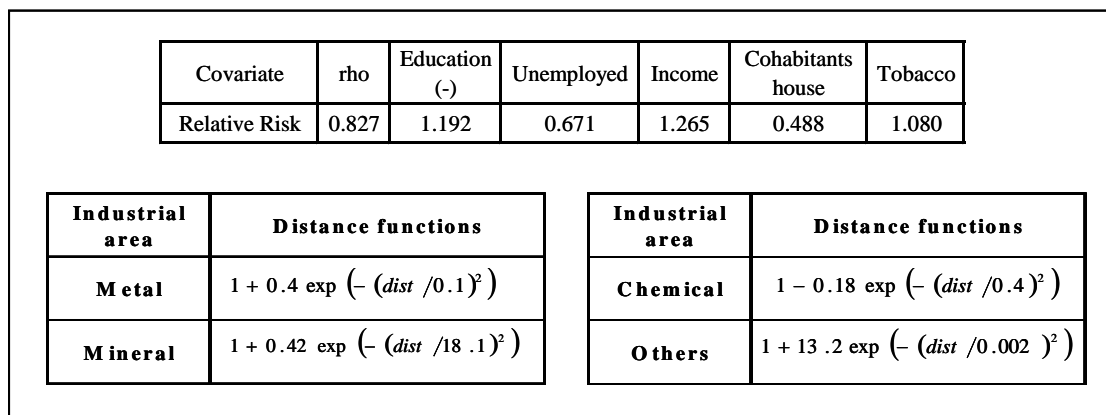 Covariate rho Education (-) Unemployed Income Cohabitants house Tobacco
Relative Risk 0.827 1.192 0.671 1.265 0.488 1.080
Industrial area Distance functions
Metal 1 + 0.4 exp (− (dist /0.1)²)
Mineral 1 + 0.42 exp (− (dist /18.1)²)
Industrial area Distance functions
Chemical 1 − 0.18 exp (− (dist /0.4)²)
Others 1 + 13.2 exp (− (dist /0.002)²)